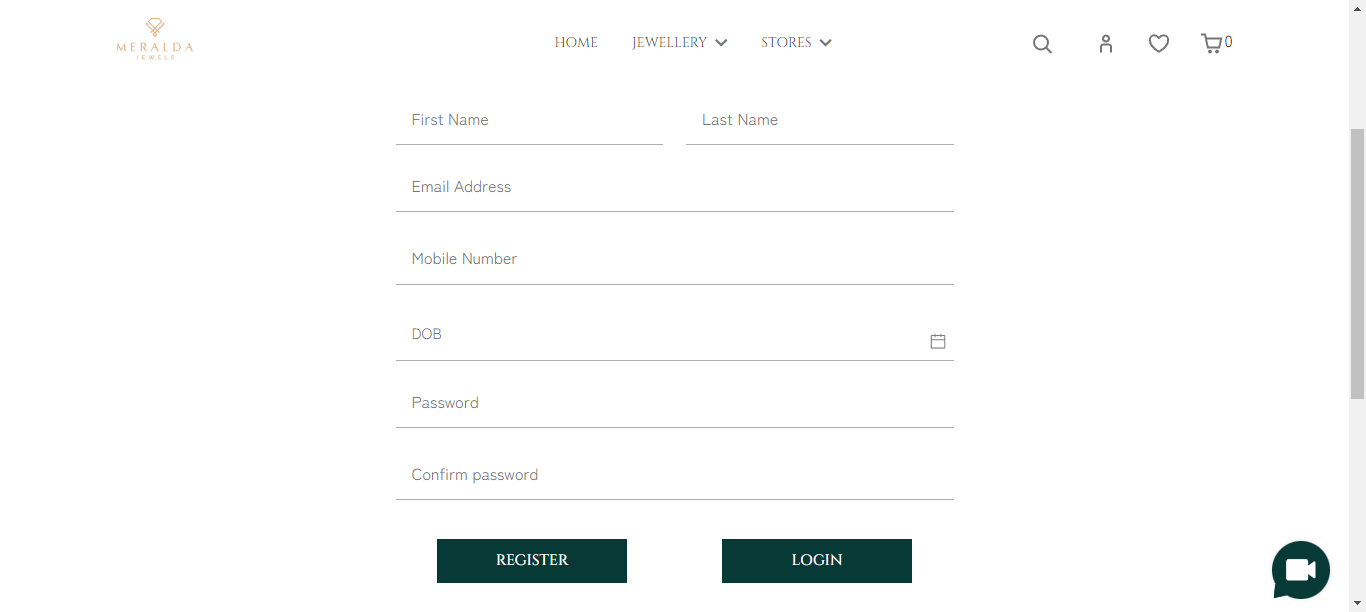 MERALDA
JEWELS
HOME JEWELLERY STORES 0
First Name Last Name
Email Address
Mobile Number
DOB
Password
Confirm password
REGISTER LOGIN